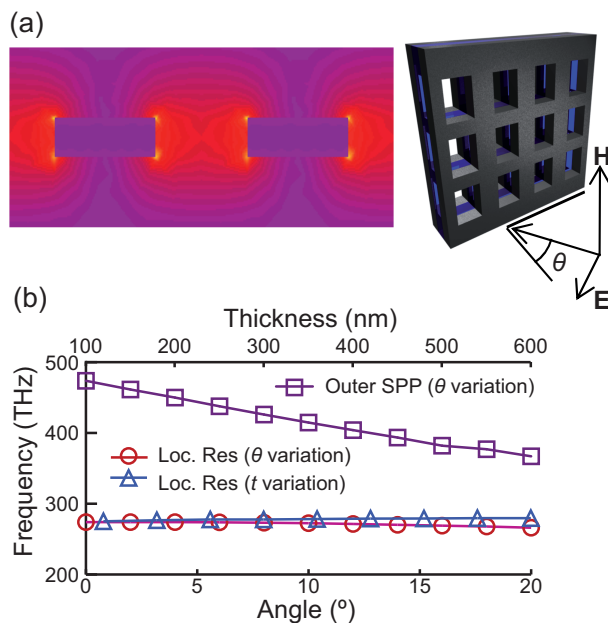 (a)
H
θ
E
(b)
Thickness (nm)
100 200 300 400 500 600
500
400
300
200
Frequency (THz)
Outer SPP (θ variation)
Loc. Res (θ variation)
Loc. Res (t variation)
0 5 10 15 20
Angle (º)